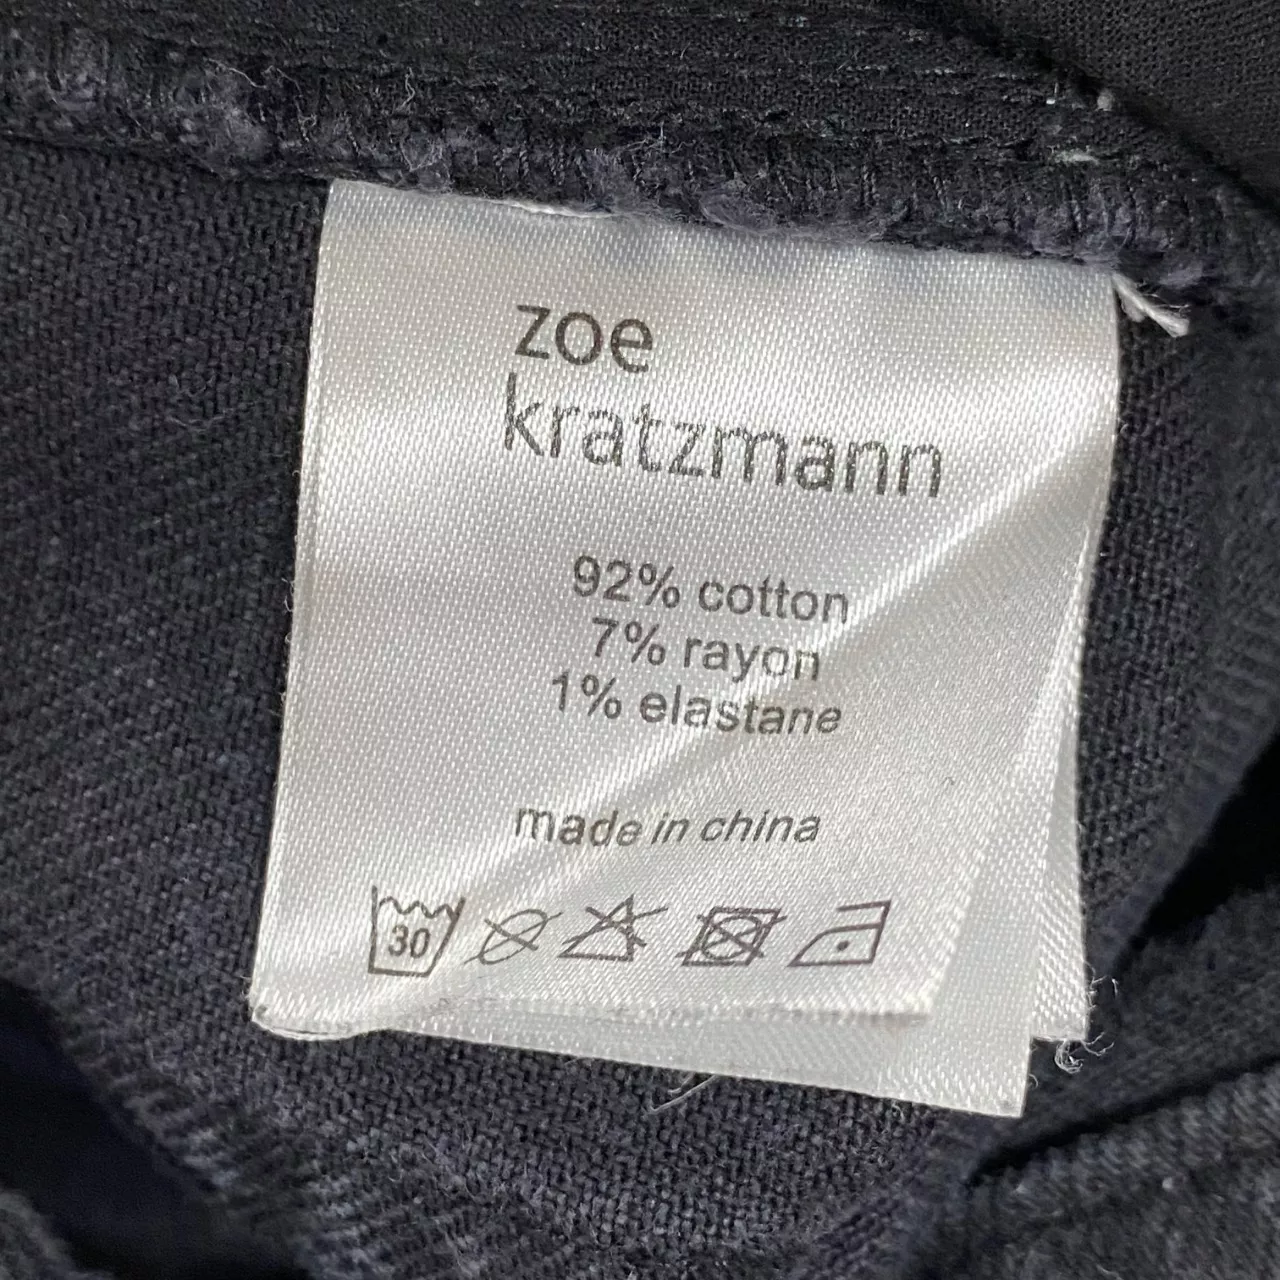 zoe
kratzmann
92% cotton
7% rayon
1% elastane
made in china
30